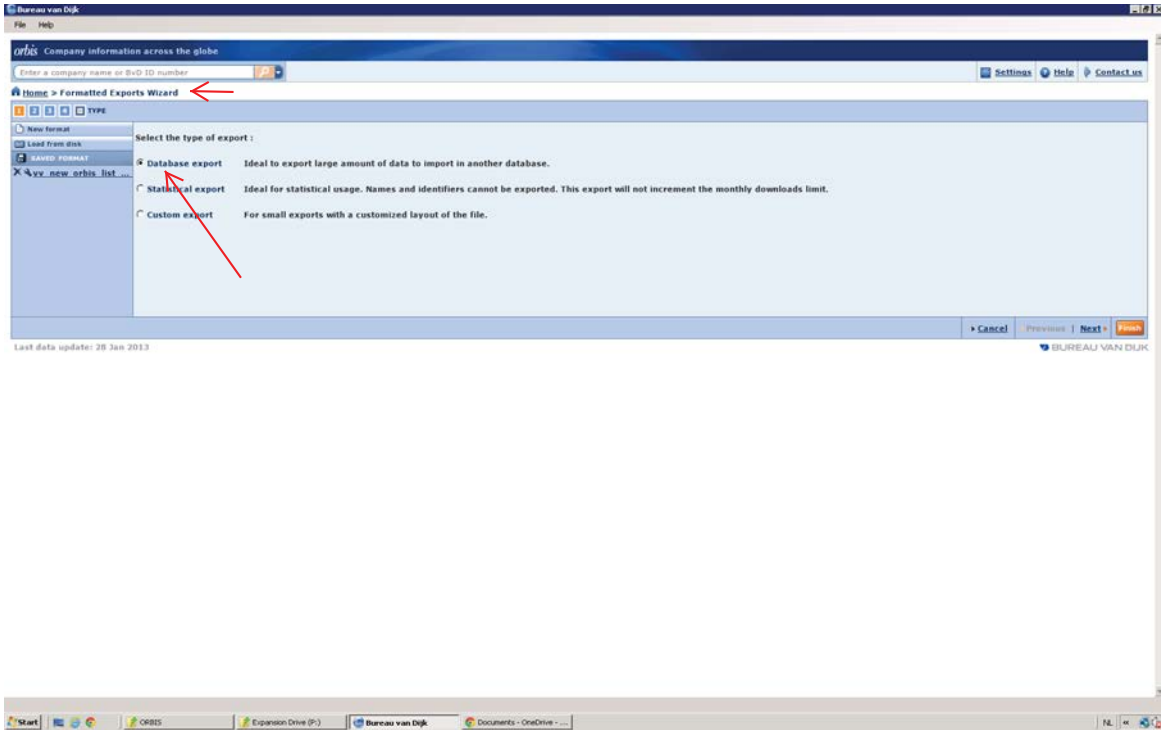 Bureau van Dijk
File Help
orbis Company information across the globe
Enter a company name or BvD ID number
Settings Help Contact us
Home > Formatted Exports Wizard
1 2 3 4 TYPE
New format
Load from disk
SAVED FORMAT
new orbis list ...
Select the type of export :
Database export Ideal to export large amount of data to import in another database.
Statistical export Ideal for statistical usage. Names and identifiers cannot be exported. This export will not increment the monthly downloads limit.
Custom export For small exports with a customized layout of the file.
Cancel Previous | Next Finish
Last data update: 28 Jan 2013
BUREAU VAN DIJK
Start ORBIS Expansion Drive (P:) Bureau van Dijk Documents - OneDrive - ... NL